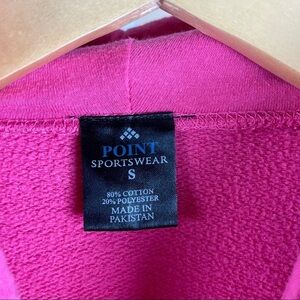 POINT
SPORTSWEAR
S
80% COTTON
20% POLYESTER
MADE IN
PAKISTAN